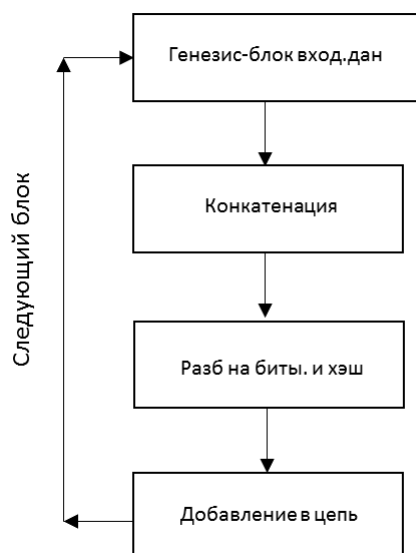 Генезис-блок вход.дан
Конкатенация
Разб на биты. и хэш
Добавление в цепь
Следующий блок